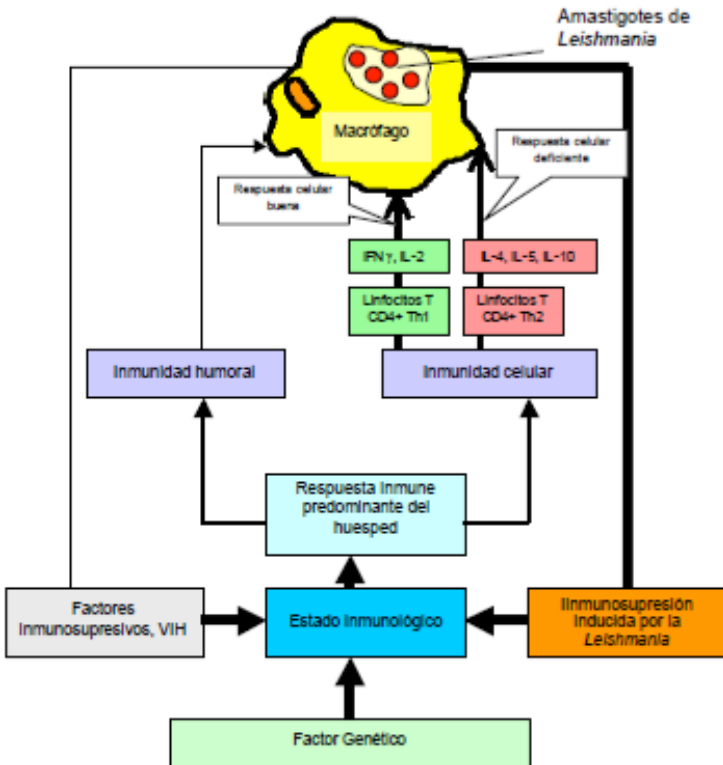 Amastigotes de
Leishmania
Macrófago
Respuesta celular
deficiente
Respuesta celular
buena
IFNγ, IL-2
IL-4, IL-5, IL-10
Linfocitos T
CD4+ Th1
Linfocitos T
CD4+ Th2
Inmunidad humoral
Inmunidad celular
Respuesta Inmune
predominante del
huesped
Factores
Inmunosupresivos, VIH
Estado Inmunológico
IInmunosupresión
Inducida por la
Leishmania
Factor Genético